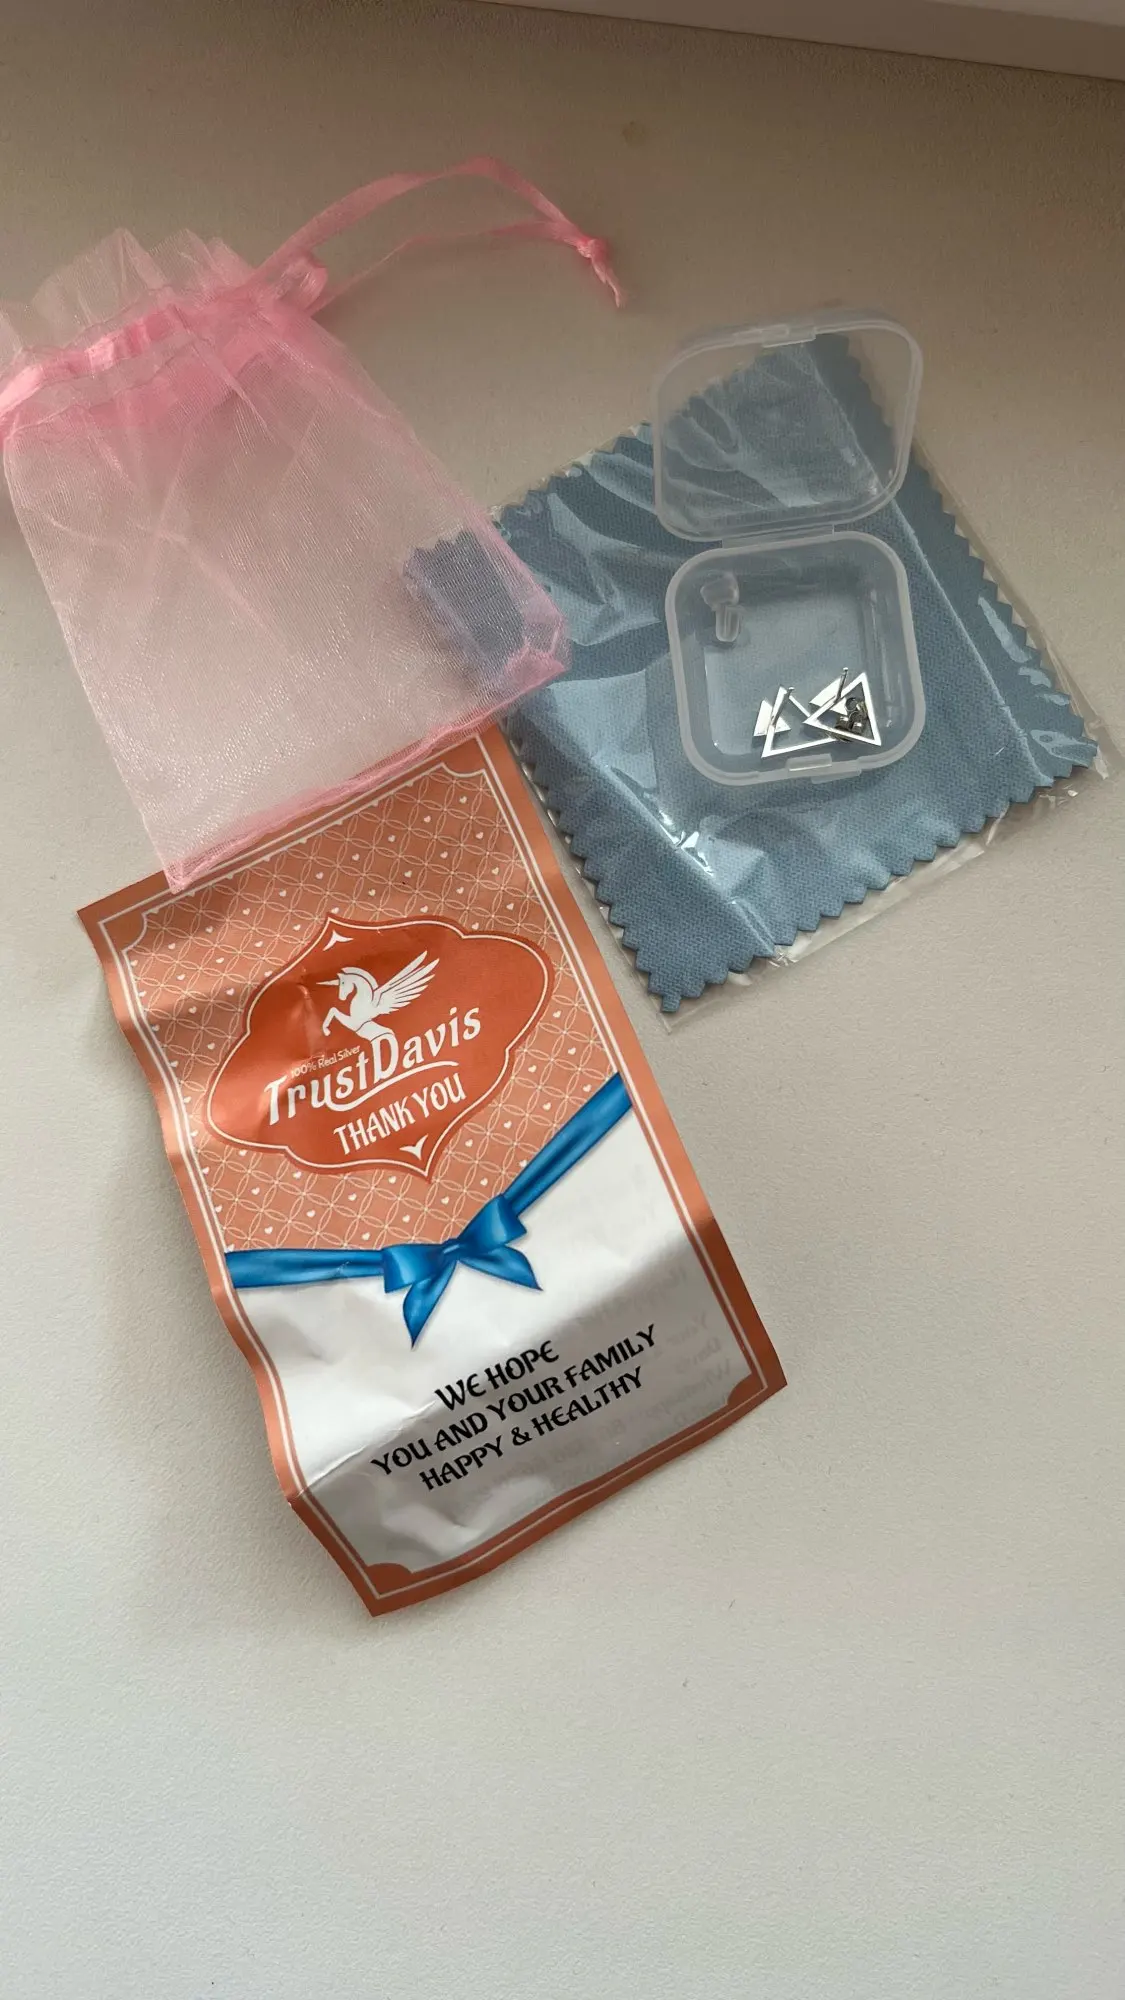 100% Real Silver
TrustDavis
THANK YOU
WE HOPE
YOU AND YOUR FAMILY
HAPPY & HEALTHY